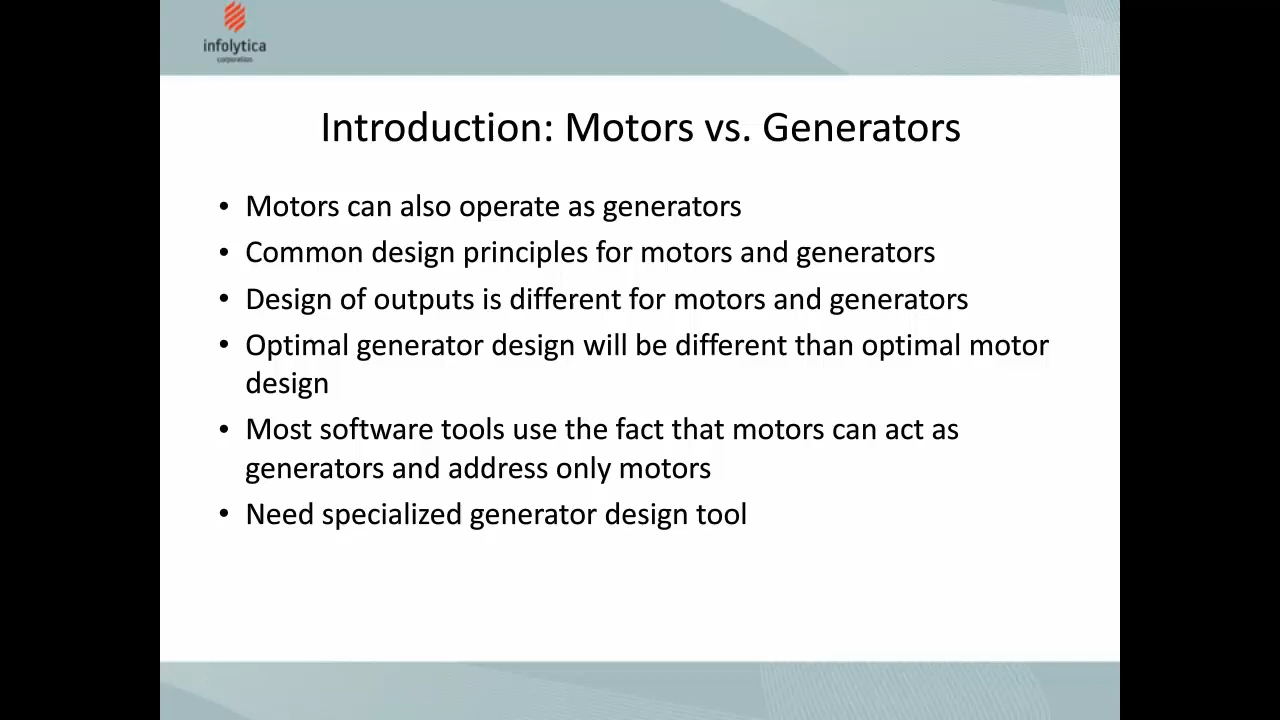 infolytica
corporation
Introduction: Motors vs. Generators
• Motors can also operate as generators
• Common design principles for motors and generators
• Design of outputs is different for motors and generators
• Optimal generator design will be different than optimal motor
design
• Most software tools use the fact that motors can act as
generators and address only motors
• Need specialized generator design tool